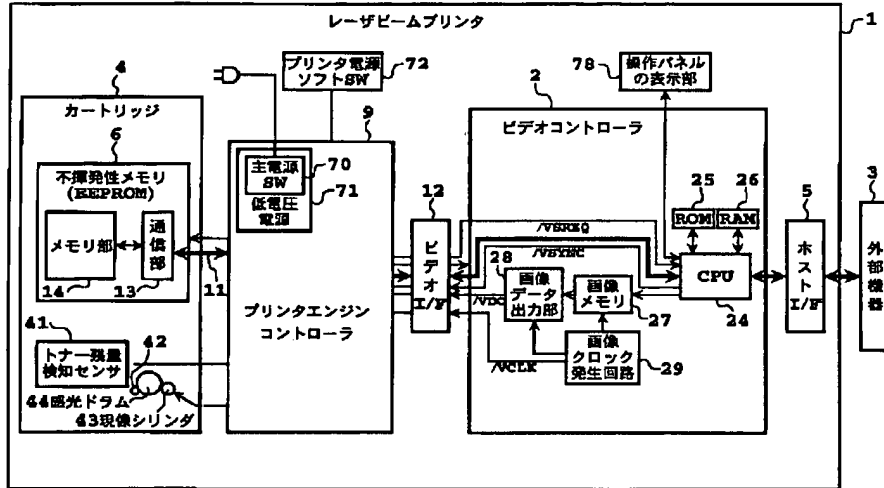 レーザビームプリンタ
1
プリンタ電源
ソフトSW
72
78
操作パネル
の表示部
4
カートリッジ
9
2
ビデオコントローラ
6
不揮発性メモリ
(EEPROM)
メモリ部
通信部
14
13
11
主電源
SW
70
低電圧
電源
71
プリンタエンジン
コントローラ
12
ビデオ
I/F
/VSREQ
/VSYNC
28
画像
データ
出力部
画像
メモリ
27
画像
クロック
発生回路
29
/VCLK
25
ROM
26
RAM
CPU
24
5
ホスト
I/F
3
外部機器
41
トナー残量
検知センサ
42
44感光ドラム
43現像シリンダ